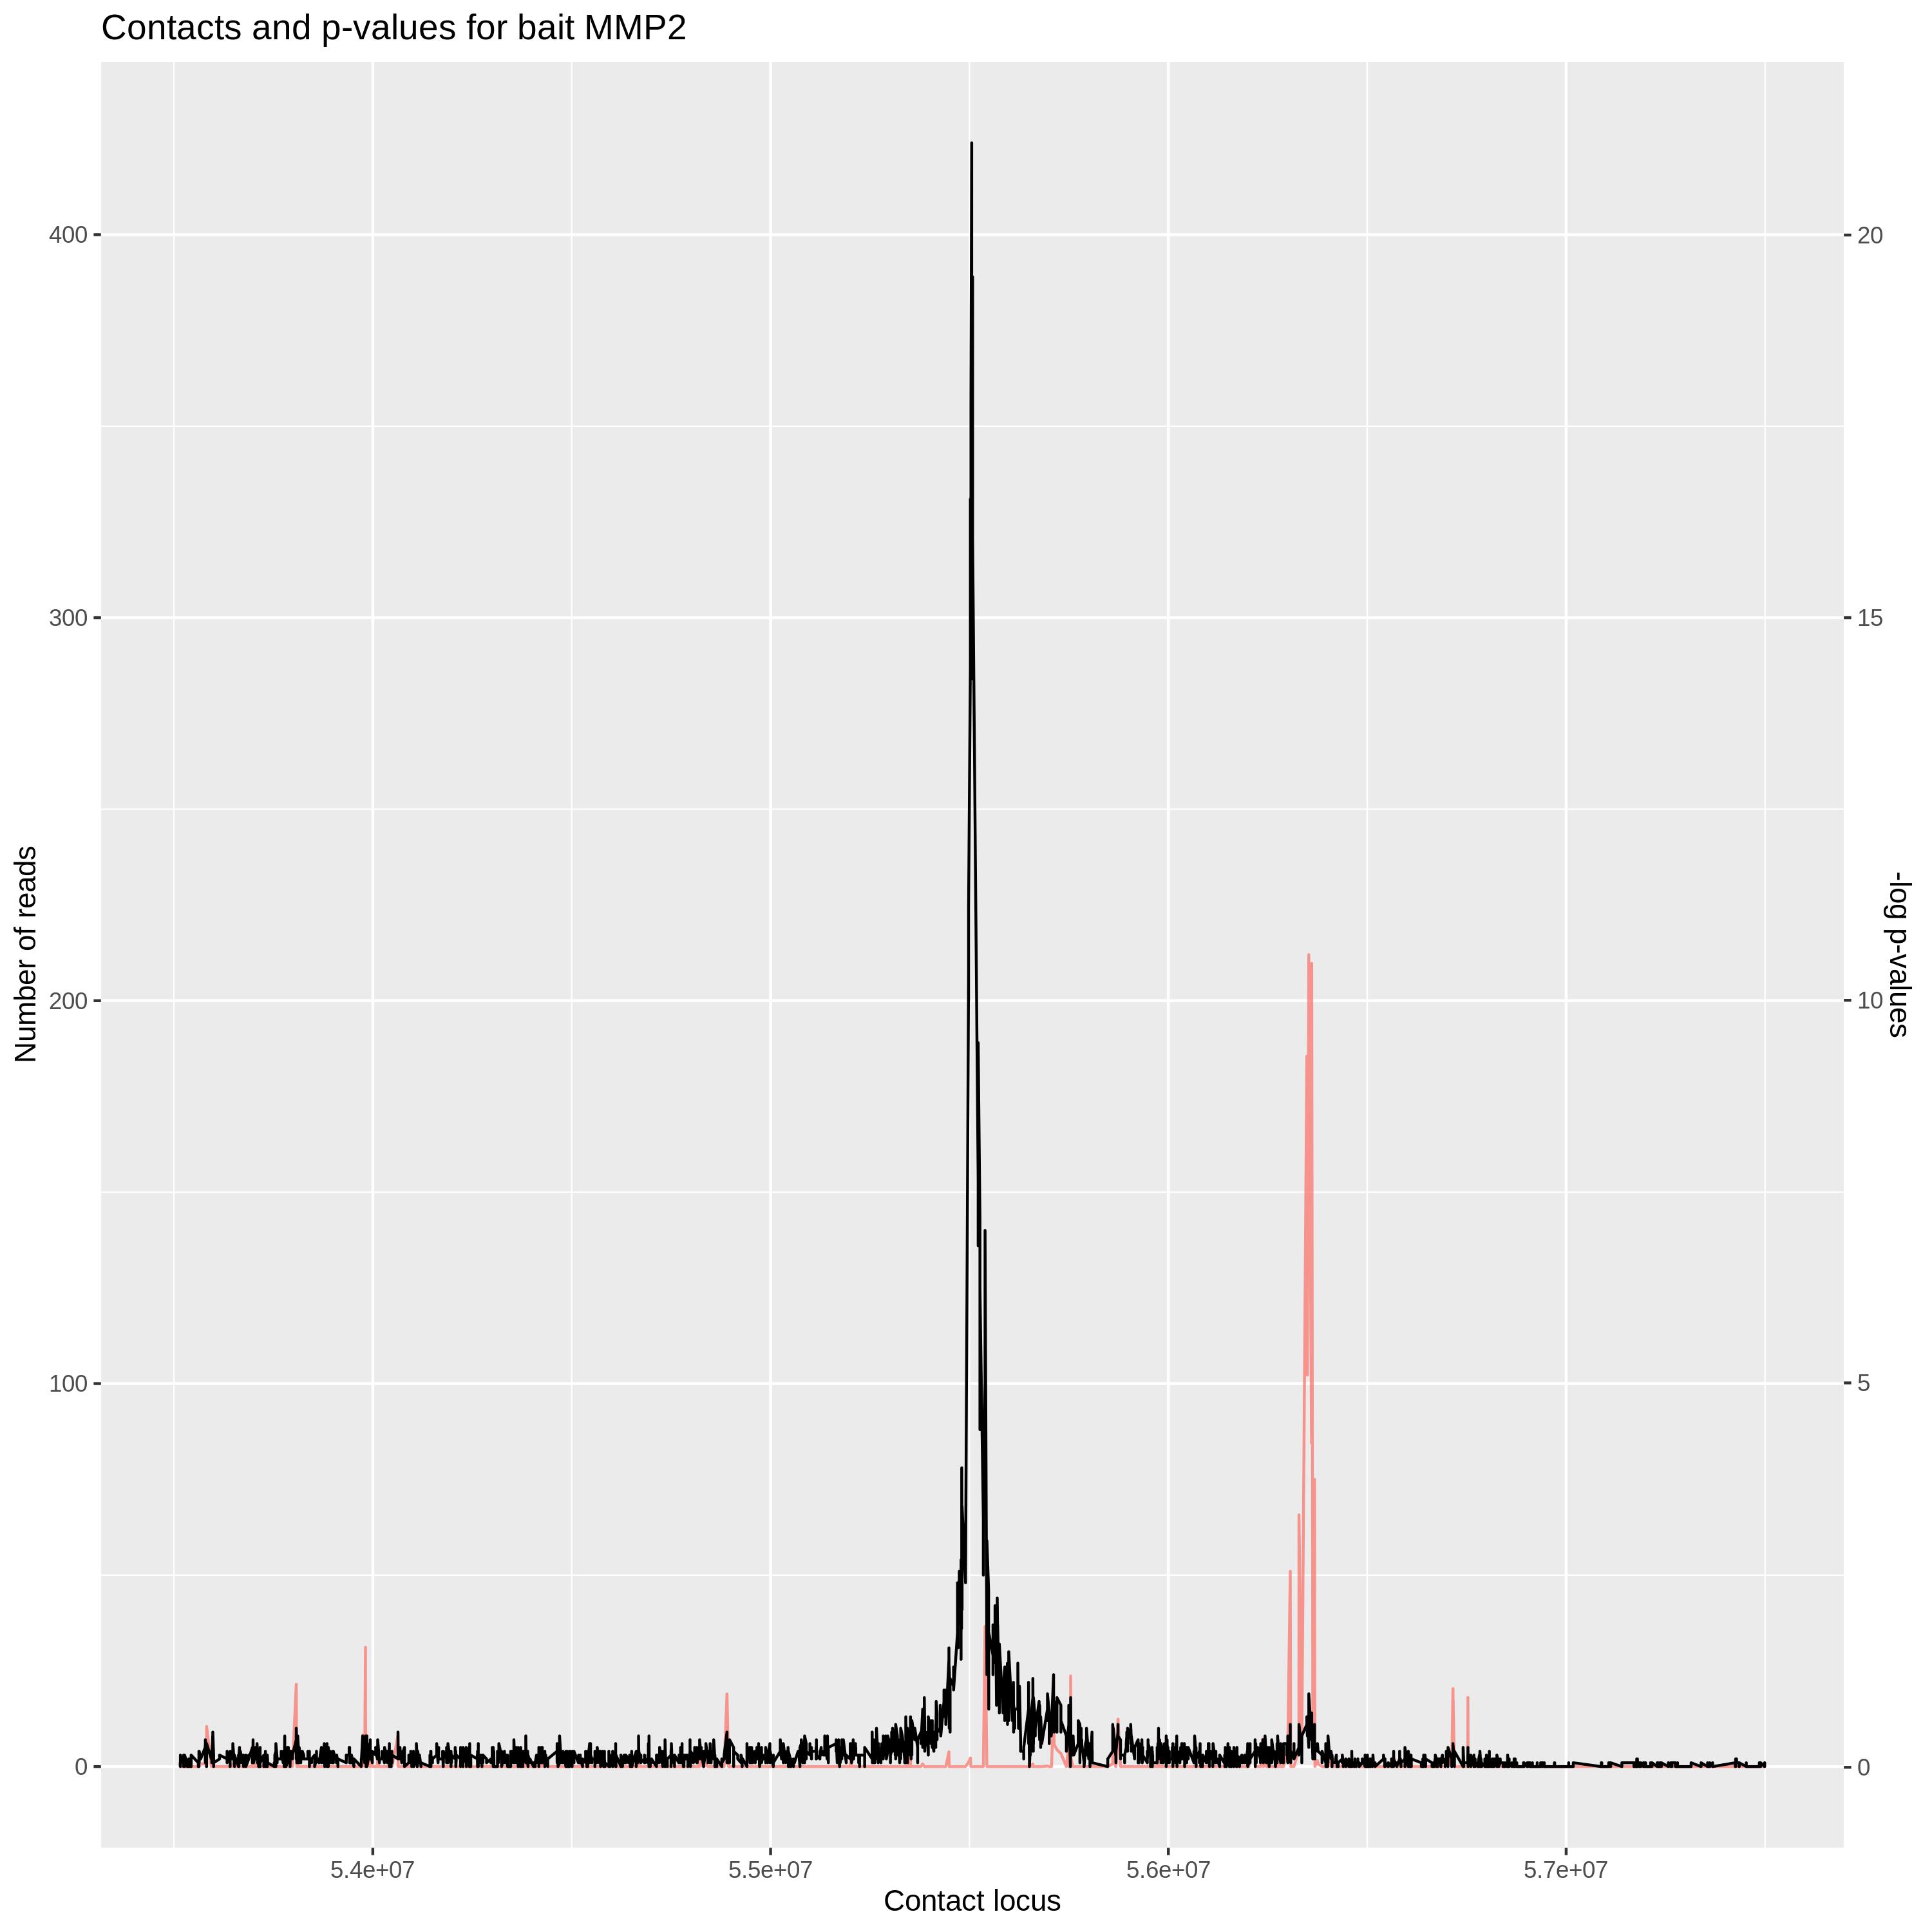 Contacts and p-values for bait MMP2
400
300
200
100
0
Number of reads
20
15
10
5
0
-log p-values
5.4e+07
5.5e+07
5.6e+07
5.7e+07
Contact locus